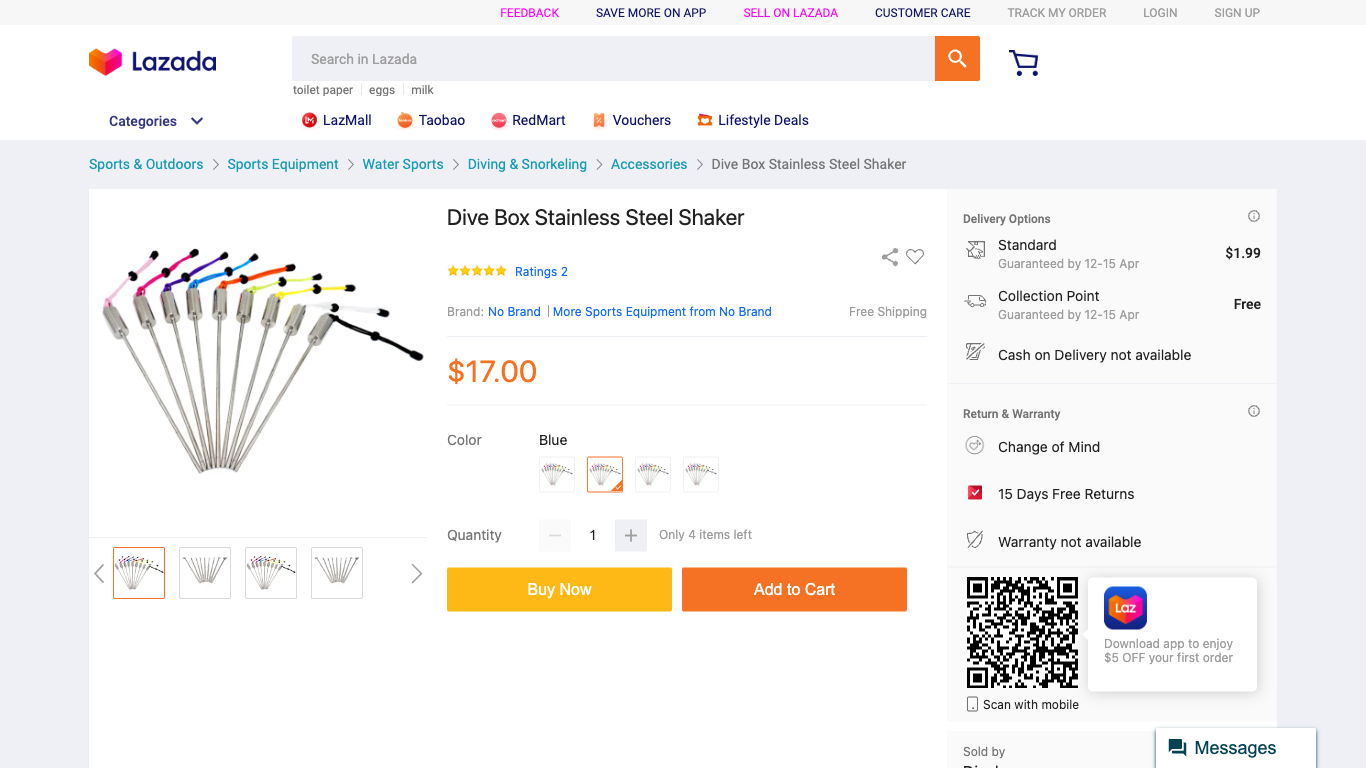 FEEDBACK SAVE MORE ON APP SELL ON LAZADA CUSTOMER CARE TRACK MY ORDER LOGIN SIGN UP
Lazada
Search in Lazada
toilet paper eggs milk
Categories
LazMall Taobao RedMart Vouchers Lifestyle Deals
Sports & Outdoors Sports Equipment Water Sports Diving & Snorkeling Accessories Dive Box Stainless Steel Shaker
Dive Box Stainless Steel Shaker
Ratings 2
Brand: No Brand | More Sports Equipment from No Brand
Free Shipping
$17.00
Color Blue
Quantity 1 Only 4 items left
Buy Now Add to Cart
Delivery Options
Standard $1.99
Guaranteed by 12-15 Apr
Collection Point Free
Guaranteed by 12-15 Apr
Cash on Delivery not available
Return & Warranty
Change of Mind
15 Days Free Returns
Warranty not available
Laz
Download app to enjoy
$5 OFF your first order
Scan with mobile
Sold by
Messages